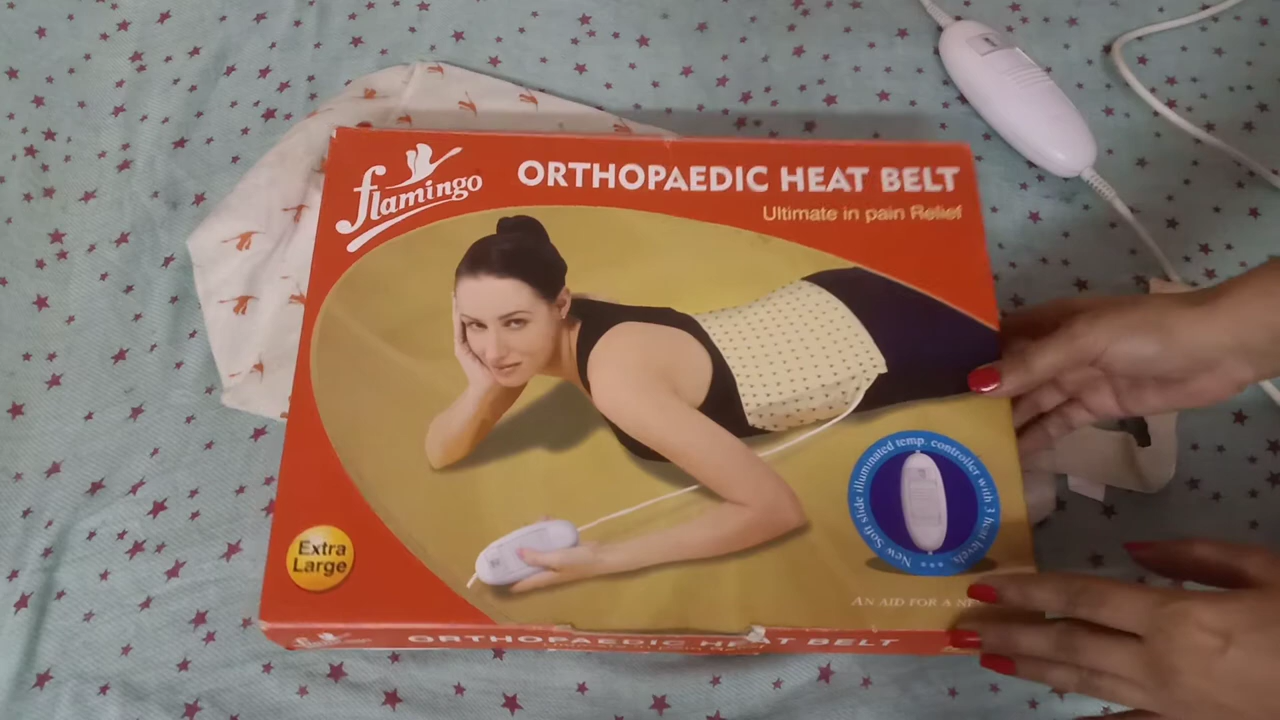 flamingo
ORTHOPAEDIC HEAT BELT
Ultimate in pain Relief
New Soft slide illuminated temp. controller with 3 heat levels
Extra
Large
AN AID FOR A
ORTHOPAEDIC HEAT BELT